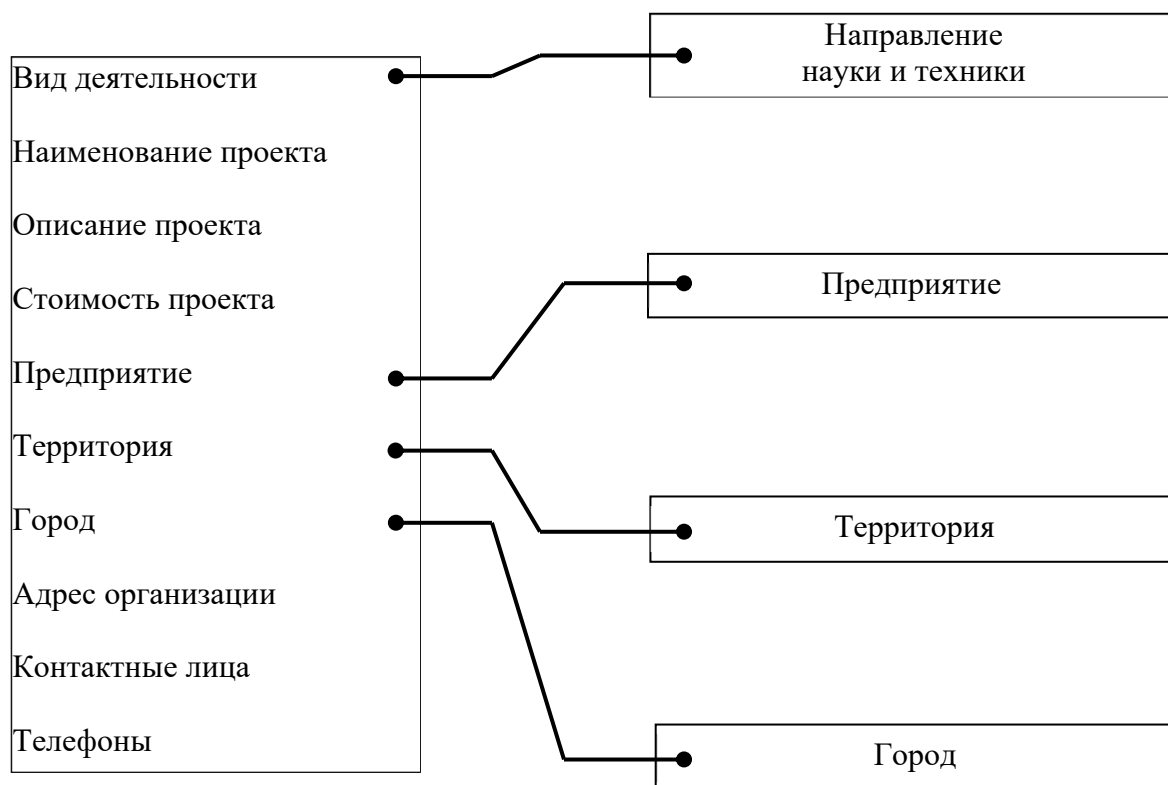 Вид деятельности
Наименование проекта
Описание проекта
Стоимость проекта
Предприятие
Территория
Город
Адрес организации
Контактные лица
Телефоны
Направление
науки и техники
Предприятие
Территория
Город